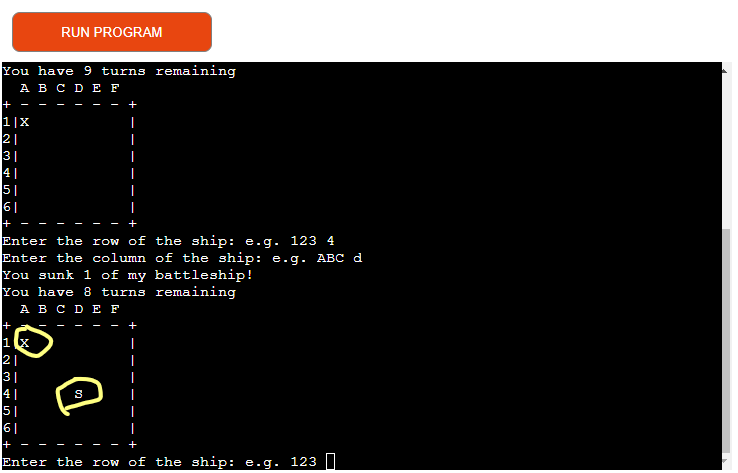 RUN PROGRAM
You have 9 turns remaining
  A B C D E F
+ - - - - - - +
1|X           |
2|            |
3|            |
4|            |
5|            |
6|            |
+ - - - - - - +
Enter the row of the ship: e.g. 123 4
Enter the column of the ship: e.g. ABC d
You sunk 1 of my battleship!
You have 8 turns remaining
  A B C D E F
+ - - - - - - +
1|X           |
2|            |
3|            |
4|      S     |
5|            |
6|            |
+ - - - - - - +
Enter the row of the ship: e.g. 123